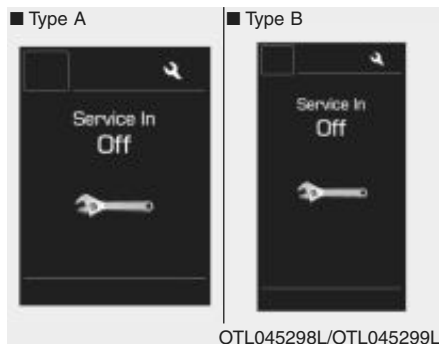 ■ Type A
■ Type B
Service In
Off
Service In
Off
OTL045298L/OTL045299L